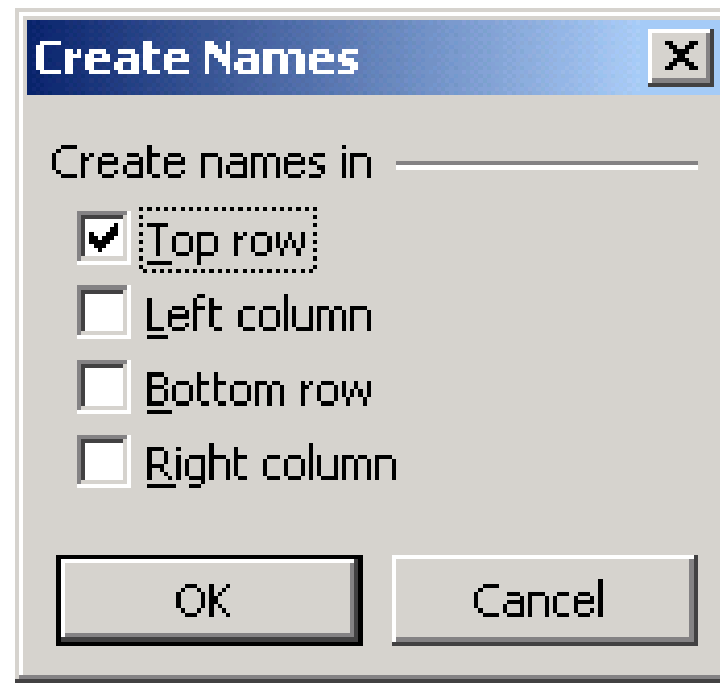 Create Names
Create names in
Top row
Left column
Bottom row
Right column
OK Cancel